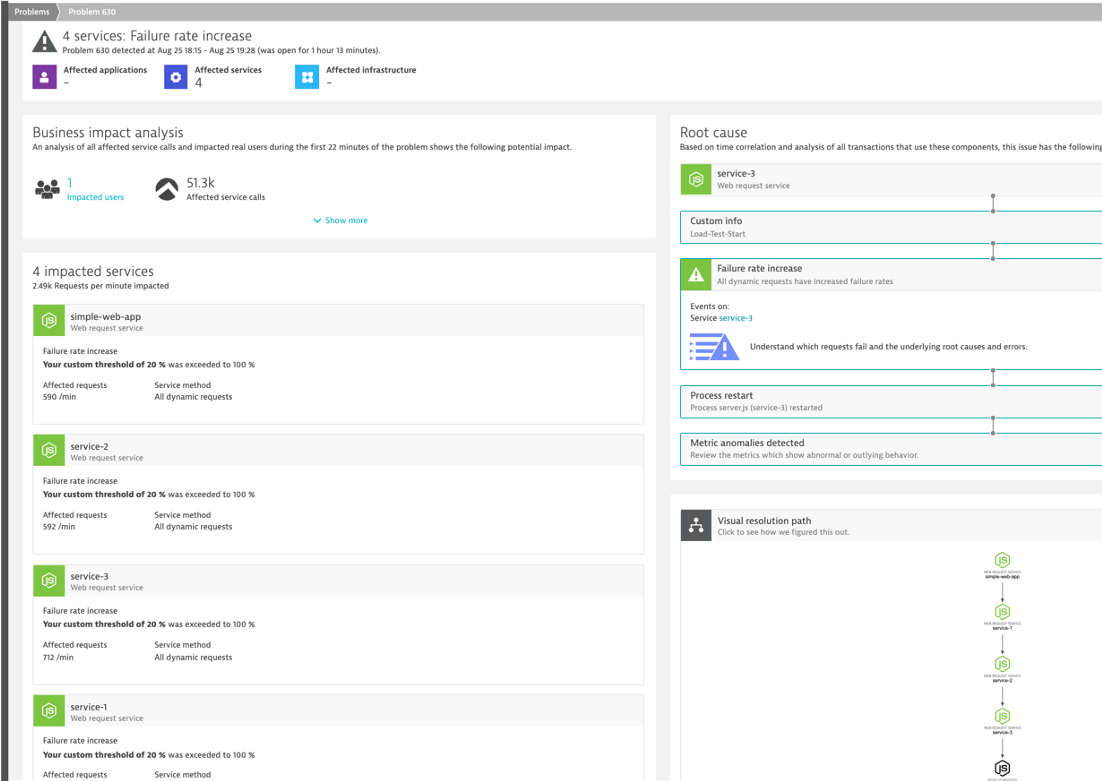 Problems
Problem 630
4 services: Failure rate increase
Problem 630 detected at Aug 25 18:15 - Aug 25 19:28 (was open for 1 hour 13 minutes).
Affected applications
–
Affected services
4
Affected infrastructure
–
Business impact analysis
An analysis of all affected service calls and impacted real users during the first 22 minutes of the problem shows the following potential impact.
1
Impacted users
51.3k
Affected service calls
Show more
4 impacted services
2.49k Requests per minute impacted
simple-web-app
Web request service
Failure rate increase
Your custom threshold of 20 % was exceeded to 100 %
Affected requests Service method
590 /min All dynamic requests
service-2
Web request service
Failure rate increase
Your custom threshold of 20 % was exceeded to 100 %
Affected requests Service method
592 /min All dynamic requests
service-3
Web request service
Failure rate increase
Your custom threshold of 20 % was exceeded to 100 %
Affected requests Service method
712 /min All dynamic requests
service-1
Web request service
Failure rate increase
Your custom threshold of 20 % was exceeded to 100 %
Affected requests Service method
Root cause
Based on time correlation and analysis of all transactions that use these components, this issue has the following
service-3
Web request service
Custom info
Load-Test-Start
Failure rate increase
All dynamic requests have increased failure rates
Events on:
Service service-3
Understand which requests fail and the underlying root causes and errors.
Process restart
Process server.js (service-3) restarted
Metric anomalies detected
Review the metrics which show abnormal or outlying behavior.
Visual resolution path
Click to see how we figured this out.
WEB REQUEST SERVICE
simple-web-app
WEB REQUEST SERVICE
service-1
WEB REQUEST SERVICE
service-2
WEB REQUEST SERVICE
service-3